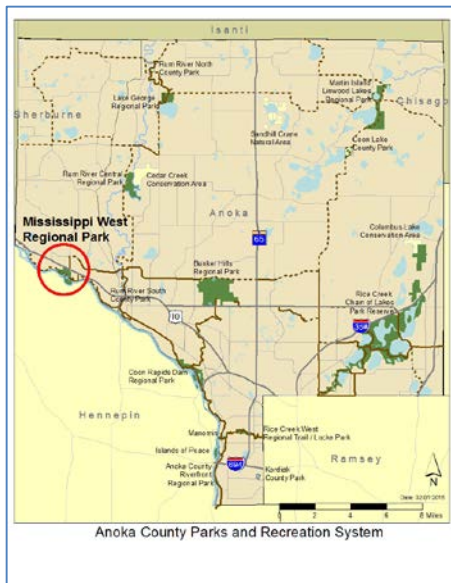 Isanti
Rum River North
County Park
Lake George
Regional Park
Martin Island
Linwood Lakes
Regional Park
Chisago
Sherburne
Sandhill Crane
Natural Area
Coon Lake
County Park
Rum River Central
Regional Park
Cedar Creek
Conservation Area
Anoka
Mississippi West
Regional Park
65
Columbus Lake
Conservation Area
Bunker Hills
Regional Park
Rum River South
County Park
10
Rice Creek
Chain of Lakes
Park Reserve
35W
Coon Rapids Dam
Regional Park
Hennepin
Manomin
Rice Creek West
Regional Trail / Locke Park
Islands of Peace
Ramsey
Anoka County
Riverfront
Regional Park
694
Kordiak
County Park
N
0 2 4 6
8 Miles
Anoka County Parks and Recreation System